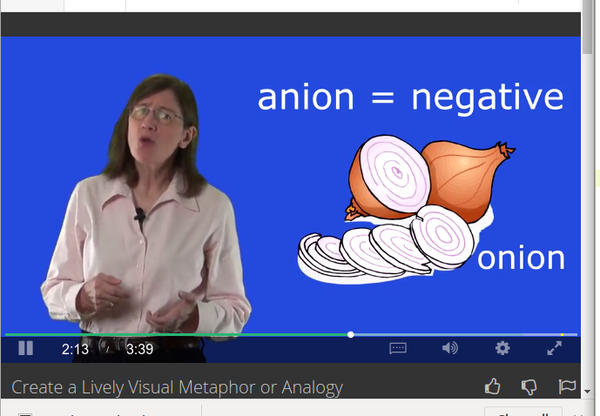 anion = negative
onion
2:13 / 3:39
Create a Lively Visual Metaphor or Analogy